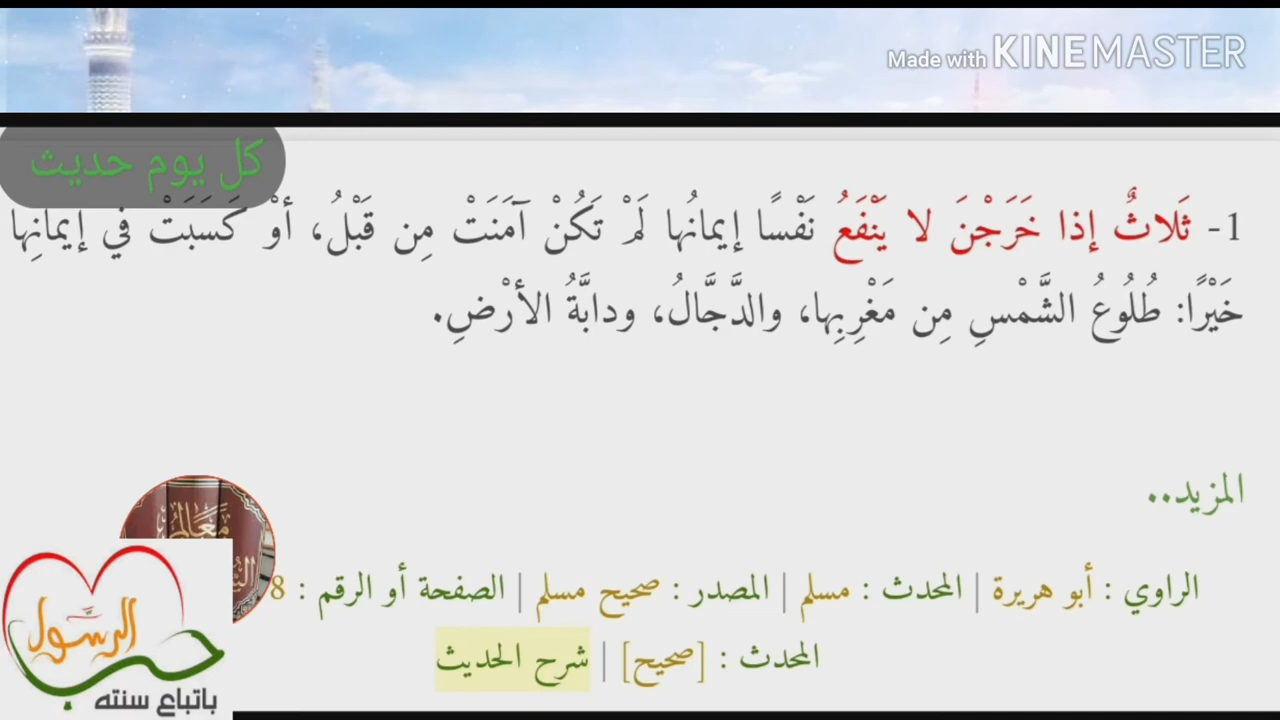 Made with KINEMASTER
كل يوم حديث
1- ثَلاثٌ إذا خَرَجْنَ لا يَنْفَعُ نَفْسًا إيمانُها لَمْ تَكُنْ آمَنَتْ مِن قَبْلُ، أوْ كَسَبَتْ في إيمانِها
خَيْرًا: طُلُوعُ الشَّمْسِ مِن مَغْرِبِها، والدَّجَّالُ، ودابَّةُ الأرْضِ.
المزيد..
الراوي : أبو هريرة | المحدث : مسلم | المصدر : صحيح مسلم | الصفحة أو الرقم : 8
المحدث : [صحيح] | شرح الحديث
معالم
الرسول
حب
باتباع سنته